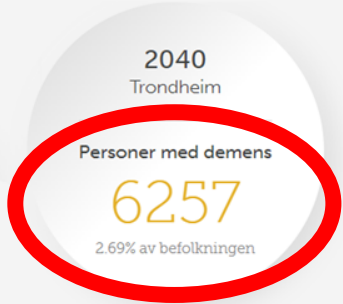 2040
Trondheim
Personer med demens
6257
2.69% av befolkningen